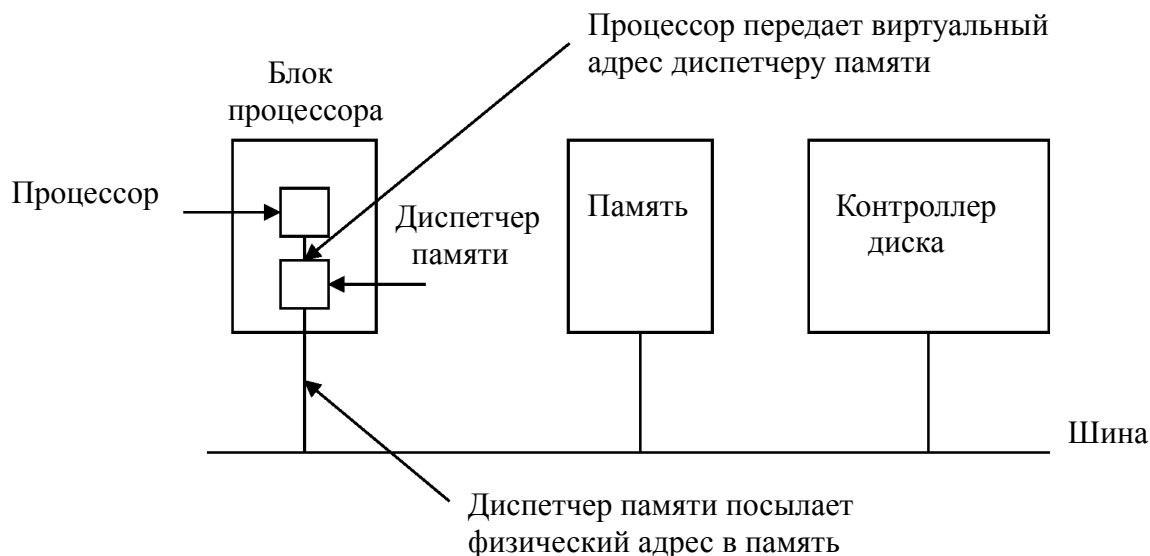 Процессор передает виртуальный
адрес диспетчеру памяти
Блок
процессора
Процессор
Диспетчер
памяти
Память
Контроллер
диска
Шина
Диспетчер памяти посылает
физический адрес в память